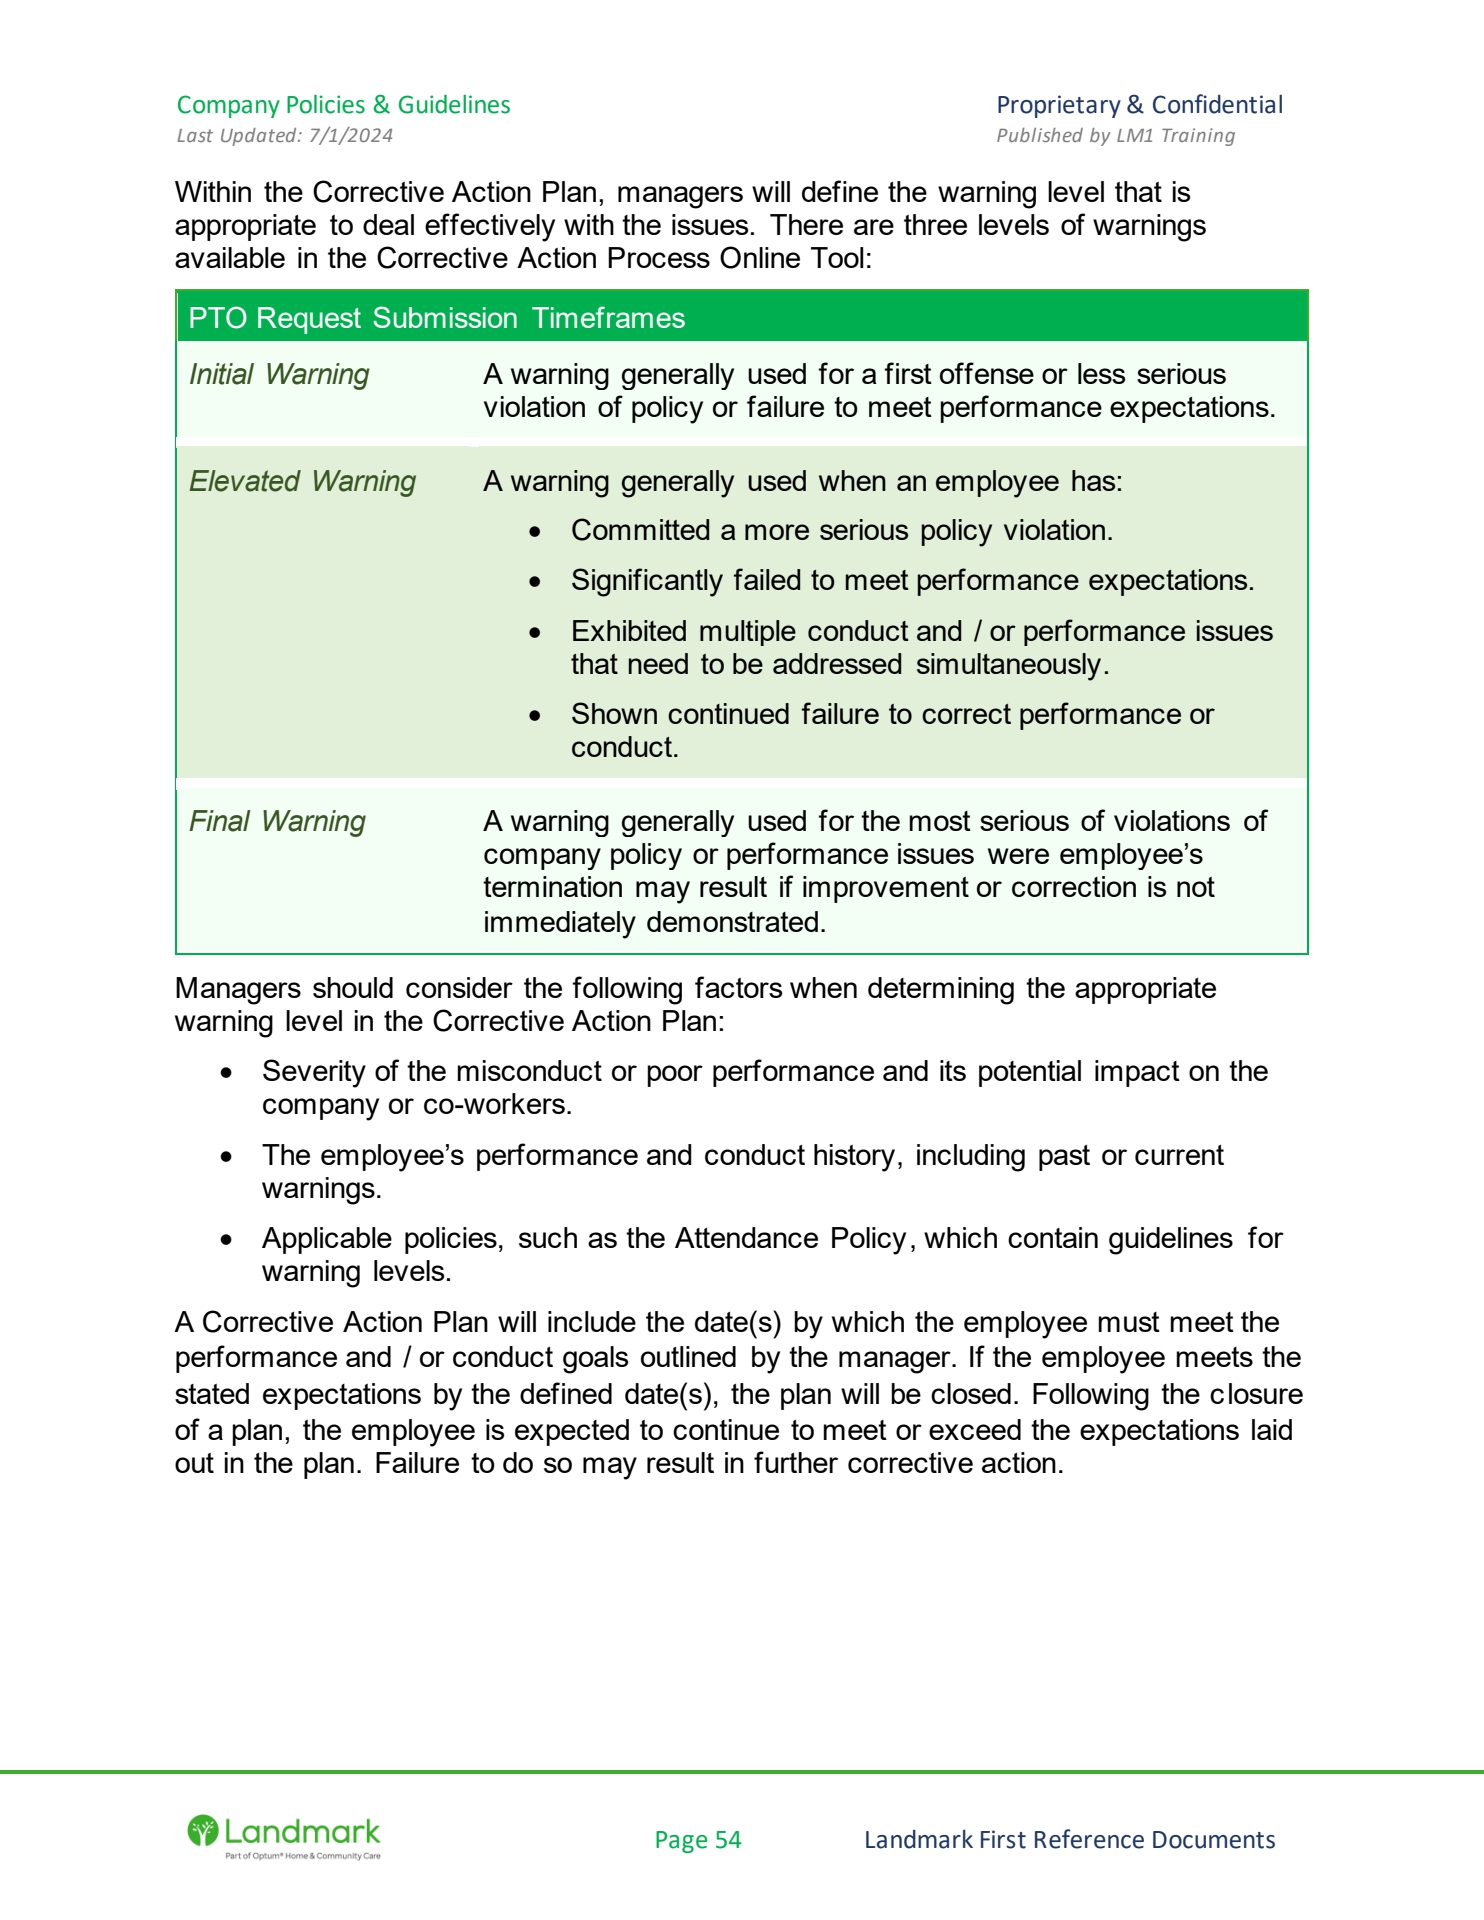 Company Policies & Guidelines
Proprietary & Confidential
Last Updated: 7/1/2024
Published by LM1 Training
Within the Corrective Action Plan, managers will define the warning level that is
appropriate to deal effectively with the issues. There are three levels of warnings
available in the Corrective Action Process Online Tool:
PTO Request Submission Timeframes
Initial Warning
A warning generally used for a first offense or less serious
violation of policy or failure to meet performance expectations.
Elevated Warning
A warning generally used when an employee has:
• Committed a more serious policy violation.
• Significantly failed to meet performance expectations.
• Exhibited multiple conduct and / or performance issues
that need to be addressed simultaneously.
• Shown continued failure to correct performance or
conduct.
Final Warning
A warning generally used for the most serious of violations of
company policy or performance issues were employee’s
termination may result if improvement or correction is not
immediately demonstrated.
Managers should consider the following factors when determining the appropriate
warning level in the Corrective Action Plan:
• Severity of the misconduct or poor performance and its potential impact on the
company or co-workers.
• The employee’s performance and conduct history, including past or current
warnings.
• Applicable policies, such as the Attendance Policy, which contain guidelines for
warning levels.
A Corrective Action Plan will include the date(s) by which the employee must meet the
performance and / or conduct goals outlined by the manager. If the employee meets the
stated expectations by the defined date(s), the plan will be closed. Following the closure
of a plan, the employee is expected to continue to meet or exceed the expectations laid
out in the plan. Failure to do so may result in further corrective action.
Landmark
Part of Optum® Home & Community Care
Page 54
Landmark First Reference Documents